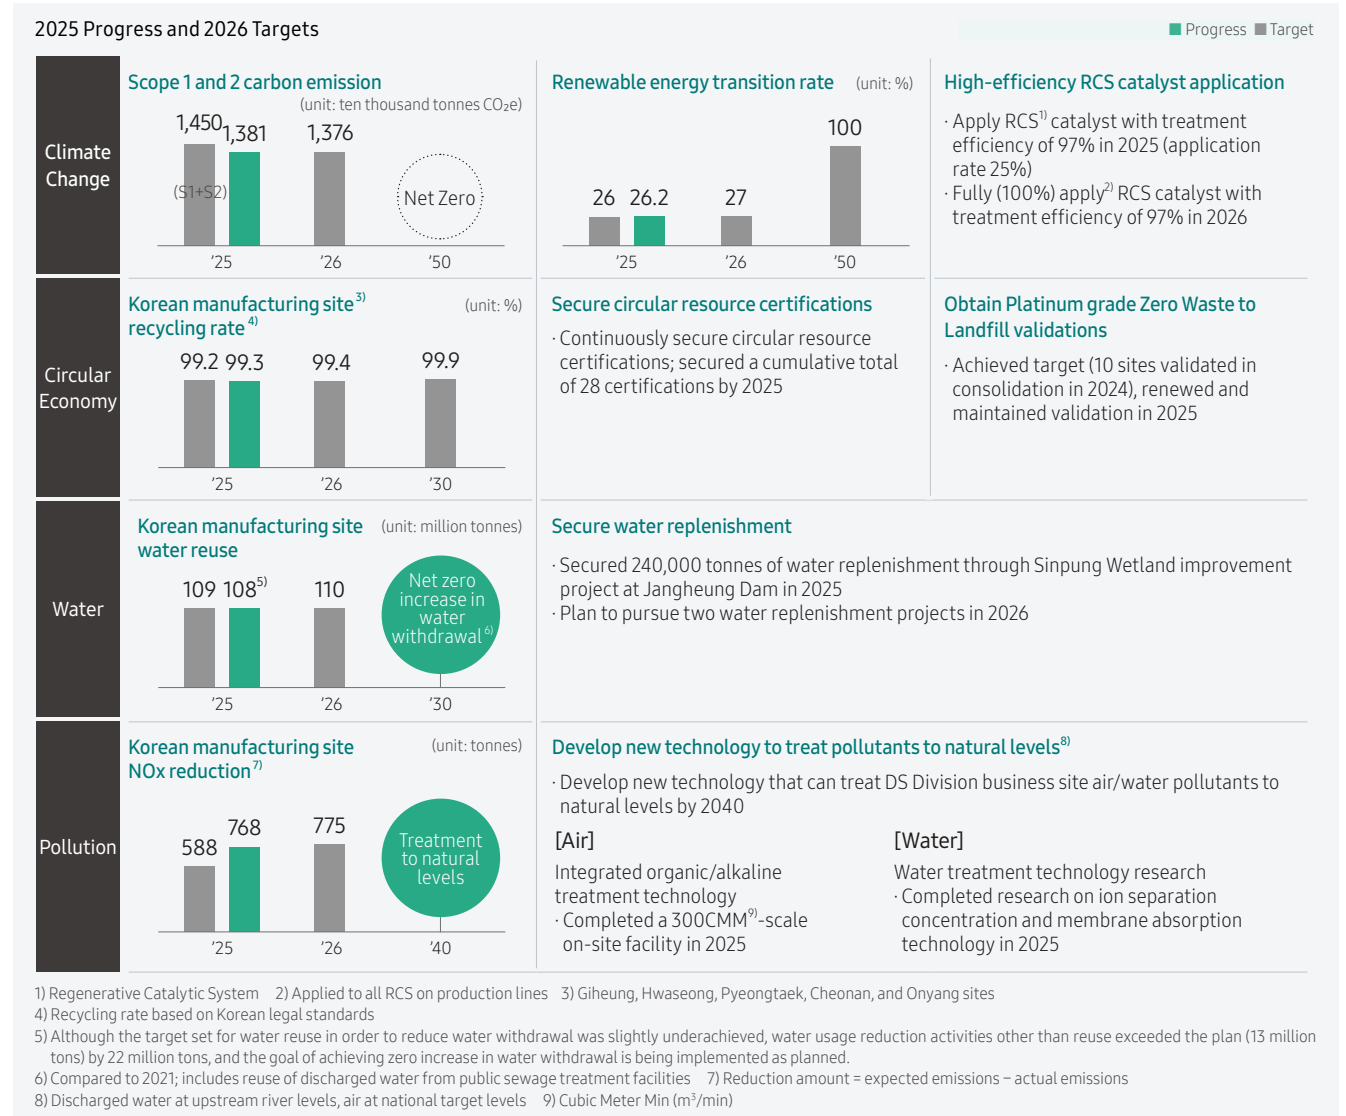 2025 Progress and 2026 Targets
Progress Target
Climate
Change
Scope 1 and 2 carbon emission
(unit: ten thousand tonnes CO₂e)
1,450 1,381 1,376
(S1+S2)
Net Zero
’25 ’26 ’50
Renewable energy transition rate (unit: %)
26 26.2 27 100
’25 ’26 ’50
High-efficiency RCS catalyst application
· Apply RCS1) catalyst with treatment
efficiency of 97% in 2025 (application
rate 25%)
· Fully (100%) apply2) RCS catalyst with
treatment efficiency of 97% in 2026
Circular
Economy
Korean manufacturing site3) (unit: %)
recycling rate4)
99.2 99.3 99.4 99.9
’25 ’26 ’30
Secure circular resource certifications
· Continuously secure circular resource
certifications; secured a cumulative total
of 28 certifications by 2025
Obtain Platinum grade Zero Waste to
Landfill validations
· Achieved target (10 sites validated in
consolidation in 2024), renewed and
maintained validation in 2025
Water
Korean manufacturing site (unit: million tonnes)
water reuse
109 1085) 110
Net zero
increase in
water
withdrawal6)
’25 ’26 ’30
Secure water replenishment
· Secured 240,000 tonnes of water replenishment through Sinpung Wetland improvement
project at Jangheung Dam in 2025
· Plan to pursue two water replenishment projects in 2026
Pollution
Korean manufacturing site (unit: tonnes)
NOx reduction7)
588 768 775
Treatment
to natural
levels
’25 ’26 ’40
Develop new technology to treat pollutants to natural levels8)
· Develop new technology that can treat DS Division business site air/water pollutants to
natural levels by 2040
[Air]
Integrated organic/alkaline
treatment technology
· Completed a 300CMM9)-scale
on-site facility in 2025
[Water]
Water treatment technology research
· Completed research on ion separation
concentration and membrane absorption
technology in 2025
1) Regenerative Catalytic System 2) Applied to all RCS on production lines 3) Giheung, Hwaseong, Pyeongtaek, Cheonan, and Onyang sites
4) Recycling rate based on Korean legal standards
5) Although the target set for water reuse in order to reduce water withdrawal was slightly underachieved, water usage reduction activities other than reuse exceeded the plan (13 million
tons) by 22 million tons, and the goal of achieving zero increase in water withdrawal is being implemented as planned.
6) Compared to 2021; includes reuse of discharged water from public sewage treatment facilities 7) Reduction amount = expected emissions – actual emissions
8) Discharged water at upstream river levels, air at national target levels 9) Cubic Meter Min (m³/min)